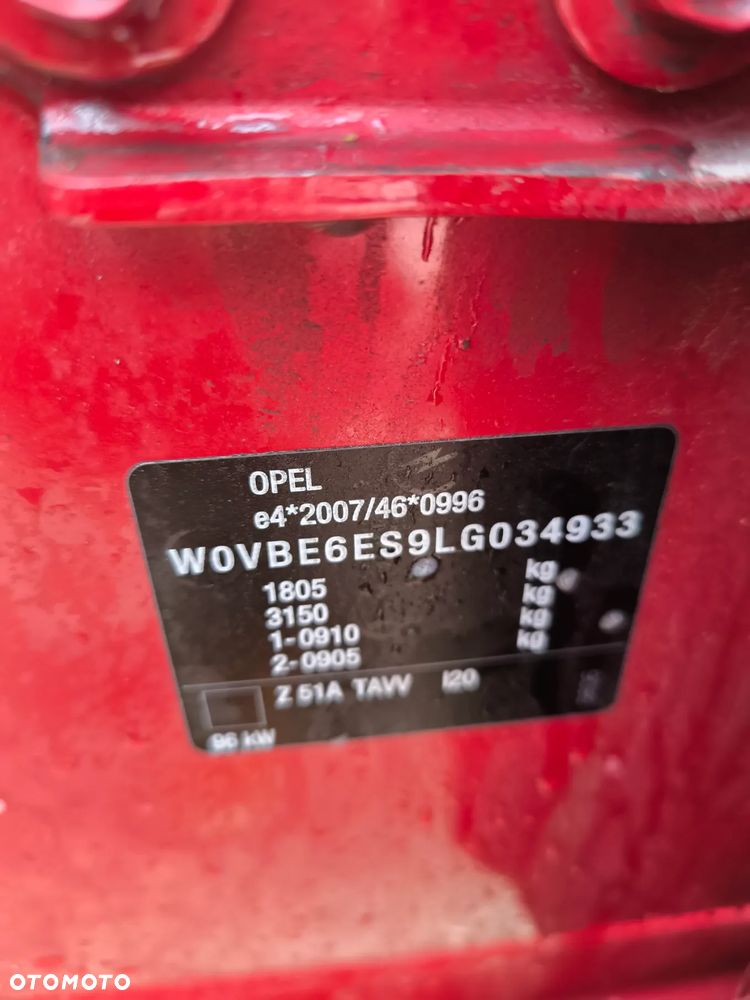 OPEL
e4*2007/46*0996
W0VBE6ES9LG034933
1805 kg
3150 kg
1-0910 kg
2-0905 kg
Z 51A TAVV I20
96 kW
OTOMOTO